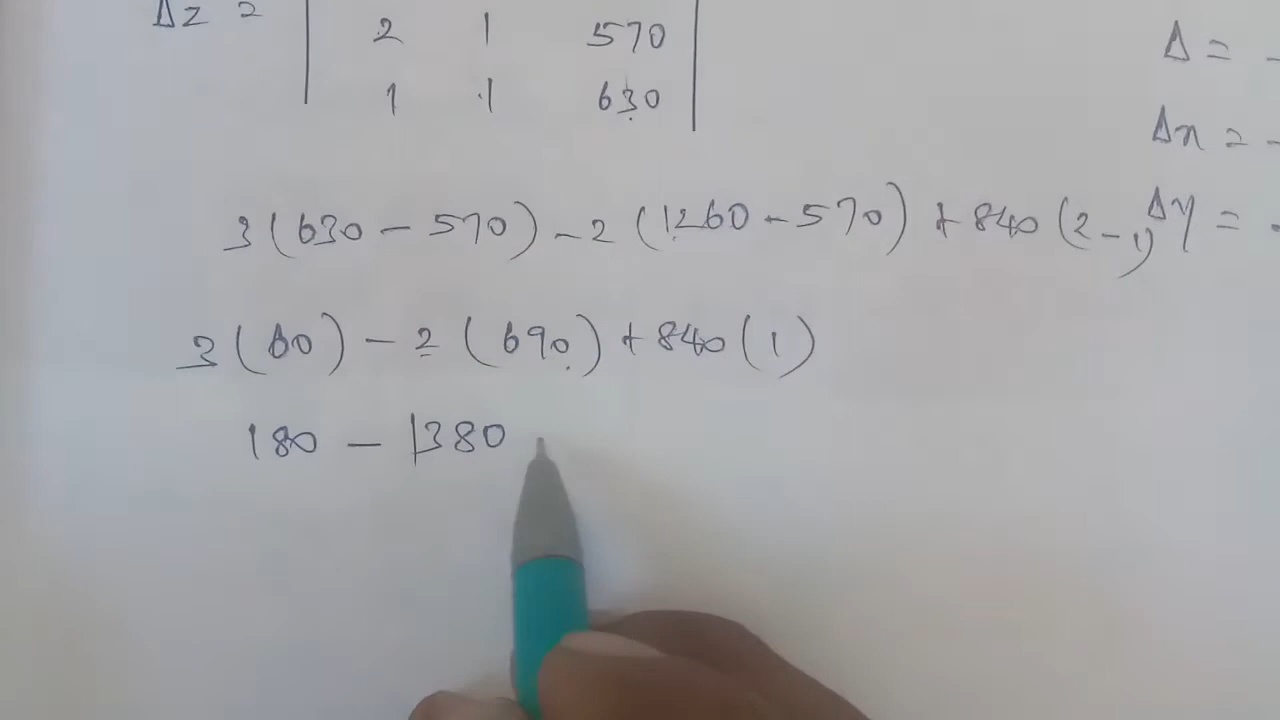 Δz = | 2 1 570 |
1 1 630
Δ = -
Δx = -
Δy = -
3 (630 - 570) - 2 (1260 - 570) + 840 (2 - 1)
3 (60) - 2 (690) + 840 (1)
180 - 1380